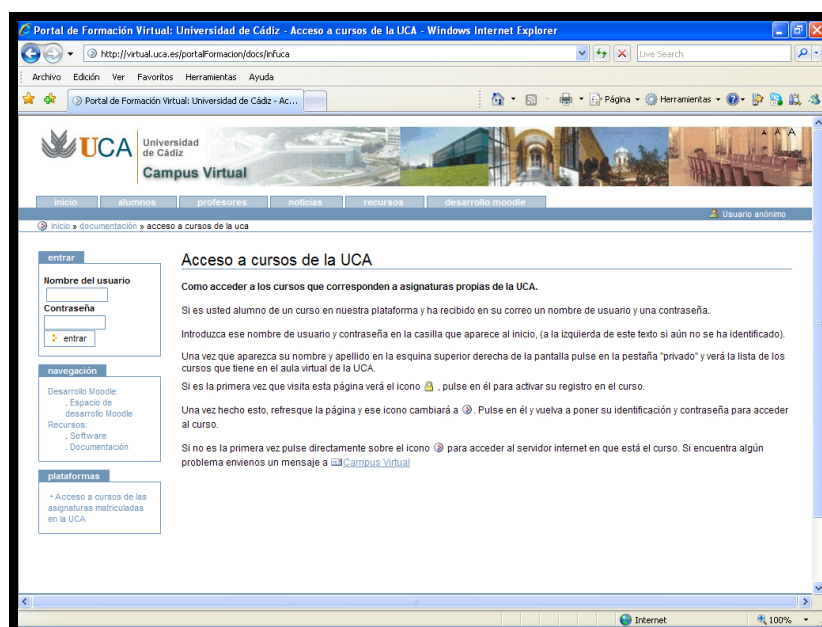 Portal de Formación Virtual: Universidad de Cádiz - Acceso a cursos de la UCA - Windows Internet Explorer
http://virtual.uca.es/portalFormacion/docs/infuca
Live Search
Archivo Edición Ver Favoritos Herramientas Ayuda
Portal de Formación Virtual: Universidad de Cádiz - Ac...
Página
Herramientas
UCA
Universidad
de Cádiz
Campus Virtual
A A A
inicio alumnos profesores noticias recursos desarrollo moodle
Usuario anónimo
inicio » documentación » acceso a cursos de la uca
entrar
Nombre del usuario
Contraseña
entrar
navegación
Desarrollo Moodle:
. Espacio de
desarrollo Moodle
Recursos:
. Software
. Documentación
plataformas
• Acceso a cursos de las
asignaturas matriculadas
en la UCA
Acceso a cursos de la UCA
Como acceder a los cursos que corresponden a asignaturas propias de la UCA.
Si es usted alumno de un curso en nuestra plataforma y ha recibido en su correo un nombre de usuario y una contraseña.
Introduzca ese nombre de usuario y contraseña en la casilla que aparece al inicio, (a la izquierda de este texto si aún no se ha identificado).
Una vez que aparezca su nombre y apellido en la esquina superior derecha de la pantalla pulse en la pestaña "privado" y verá la lista de los
cursos que tiene en el aula virtual de la UCA.
Si es la primera vez que visita esta página verá el icono , pulse en él para activar su registro en el curso.
Una vez hecho esto, refresque la página y ese icono cambiará a . Pulse en él y vuelva a poner su identificación y contraseña para acceder
al curso.
Si no es la primera vez pulse directamente sobre el icono para acceder al servidor internet en que está el curso. Si encuentra algún
problema envienos un mensaje a Campus Virtual
Internet
100%